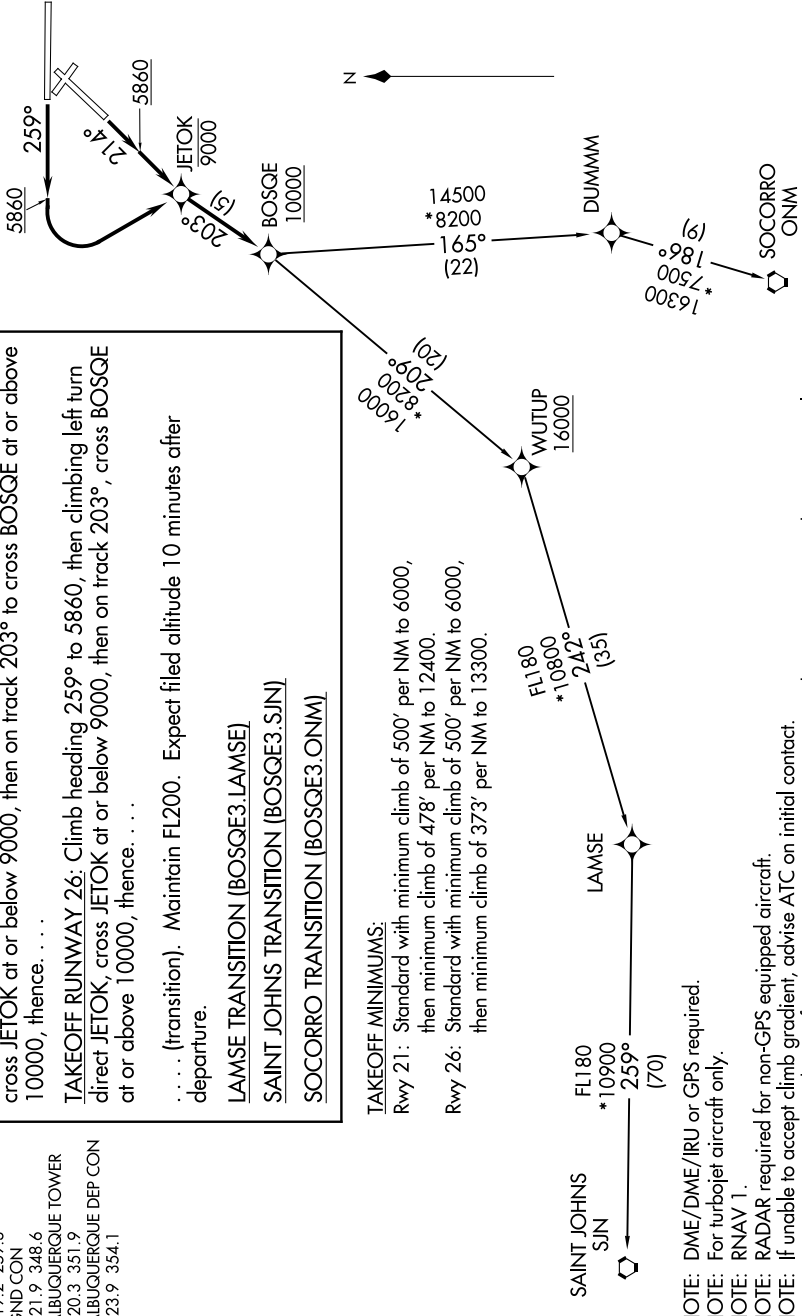 GND CON
21.9 348.6
ALBUQUERQUE TOWER
20.3 351.9
ALBUQUERQUE DEP CON
23.9 354.1
cross JETOK at or below 9000, then on track 203° to cross BOSQE at or above
10000, thence. . . .
TAKEOFF RUNWAY 26: Climb heading 259° to 5860, then climbing left turn
direct JETOK, cross JETOK at or below 9000, then on track 203°, cross BOSQE
at or above 10000, thence. . . .
. . . . (transition). Maintain FL200. Expect filed altitude 10 minutes after
departure.
LAMSE TRANSITION (BOSQE3.LAMSE)
SAINT JOHNS TRANSITION (BOSQE3.SJN)
SOCORRO TRANSITION (BOSQE3.ONM)
TAKEOFF MINIMUMS:
Rwy 21: Standard with minimum climb of 500' per NM to 6000,
then minimum climb of 478' per NM to 12400.
Rwy 26: Standard with minimum climb of 500' per NM to 6000,
then minimum climb of 373' per NM to 13300.
5860
259°
214°
5860
JETOK
9000
203°
(5)
BOSQE
10000
N
14500
*8200
165°
(22)
DUMMM
16300
*7500
186°
(9)
SOCORRO
ONM
16000
*8200
209°
(20)
WUTUP
16000
FL180
*10800
242°
(35)
LAMSE
FL180
*10900
259°
(70)
SAINT JOHNS
SJN
OTE: DME/DME/IRU or GPS required.
OTE: For turbojet aircraft only.
OTE: RNAV 1.
OTE: RADAR required for non-GPS equipped aircraft.
OTE: If unable to accept climb gradient, advise ATC on initial contact.